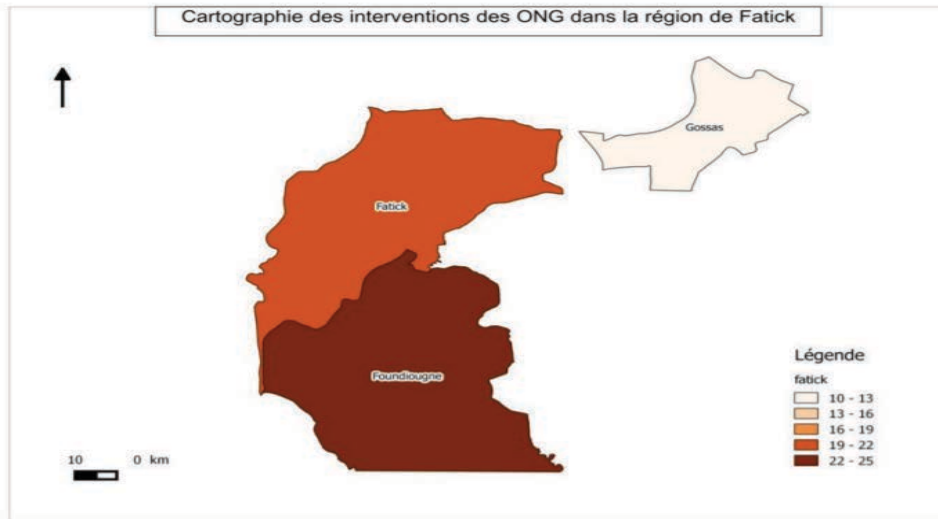 Cartographie des interventions des ONG dans la région de Fatick
Gossas
Fatick
Foundiougne
Légende
fatick
10 - 13
13 - 16
16 - 19
19 - 22
22 - 25
10 0 km